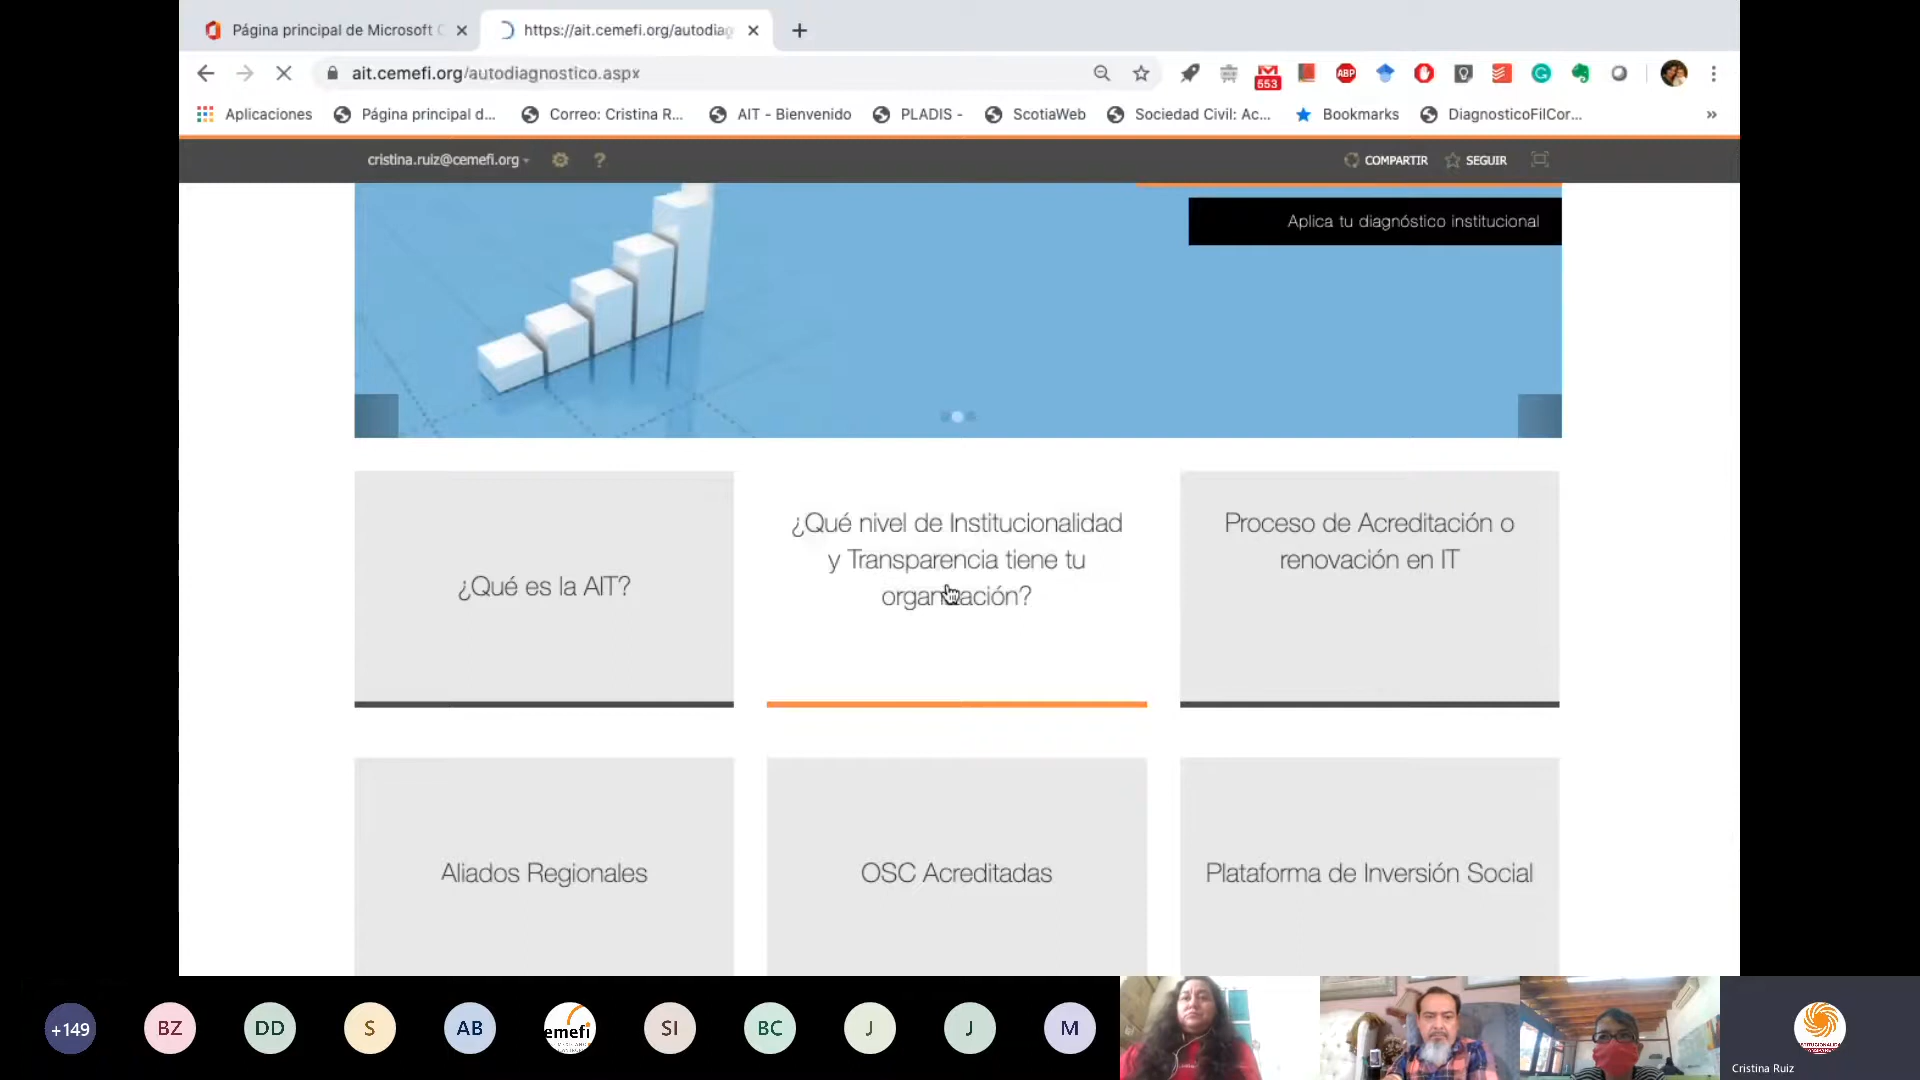 Página principal de Microsoft
https://ait.cemefi.org/autodiag
ait.cemefi.org/autodiagnostico.aspx
553
ABP
Aplicaciones
Página principal d...
Correo: Cristina R...
AIT - Bienvenido
PLADIS -
ScotiaWeb
Sociedad Civil: Ac...
Bookmarks
DiagnosticoFilCor...
»
cristina.ruiz@cemefi.org
?
COMPARTIR
SEGUIR
Aplica tu diagnóstico institucional
¿Qué es la AIT?
¿Qué nivel de Institucionalidad
y Transparencia tiene tu
organización?
Proceso de Acreditación o
renovación en IT
Aliados Regionales
OSC Acreditadas
Plataforma de Inversión Social
+149
BZ
DD
S
AB
emefi
SI
BC
J
J
M
Cristina Ruiz